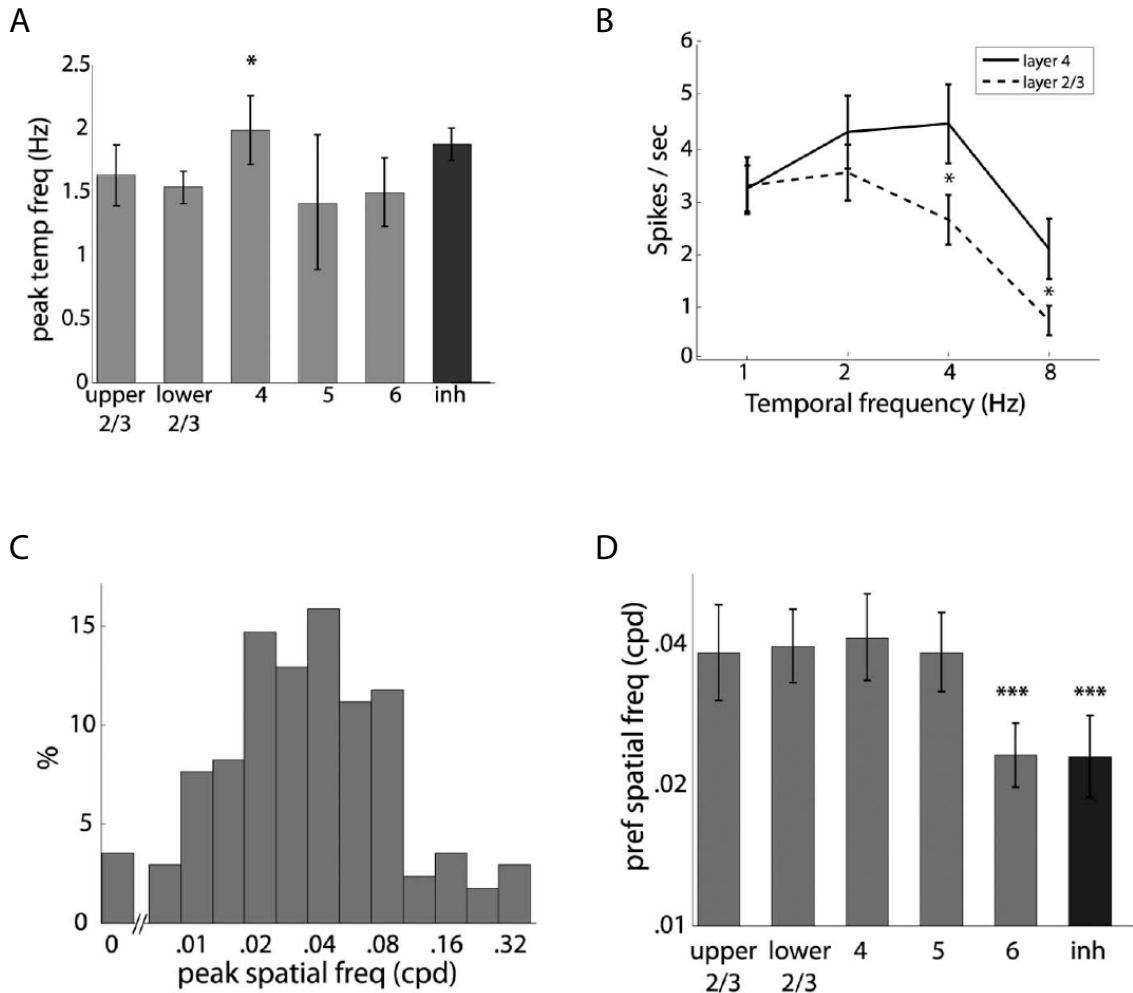 A
peak temp freq (Hz)
2.5
2
1.5
1
0.5
0
*
upper
2/3
lower
2/3
4
5
6
inh
B
Spikes / sec
6
5
4
3
2
1
0
layer 4
layer 2/3
*
*
1
2
4
8
Temporal frequency (Hz)
C
%
15
10
5
0
0
.01
.02
.04
.08
.16
.32
peak spatial freq (cpd)
D
pref spatial freq (cpd)
.04
.02
.01
***
***
upper
2/3
lower
2/3
4
5
6
inh